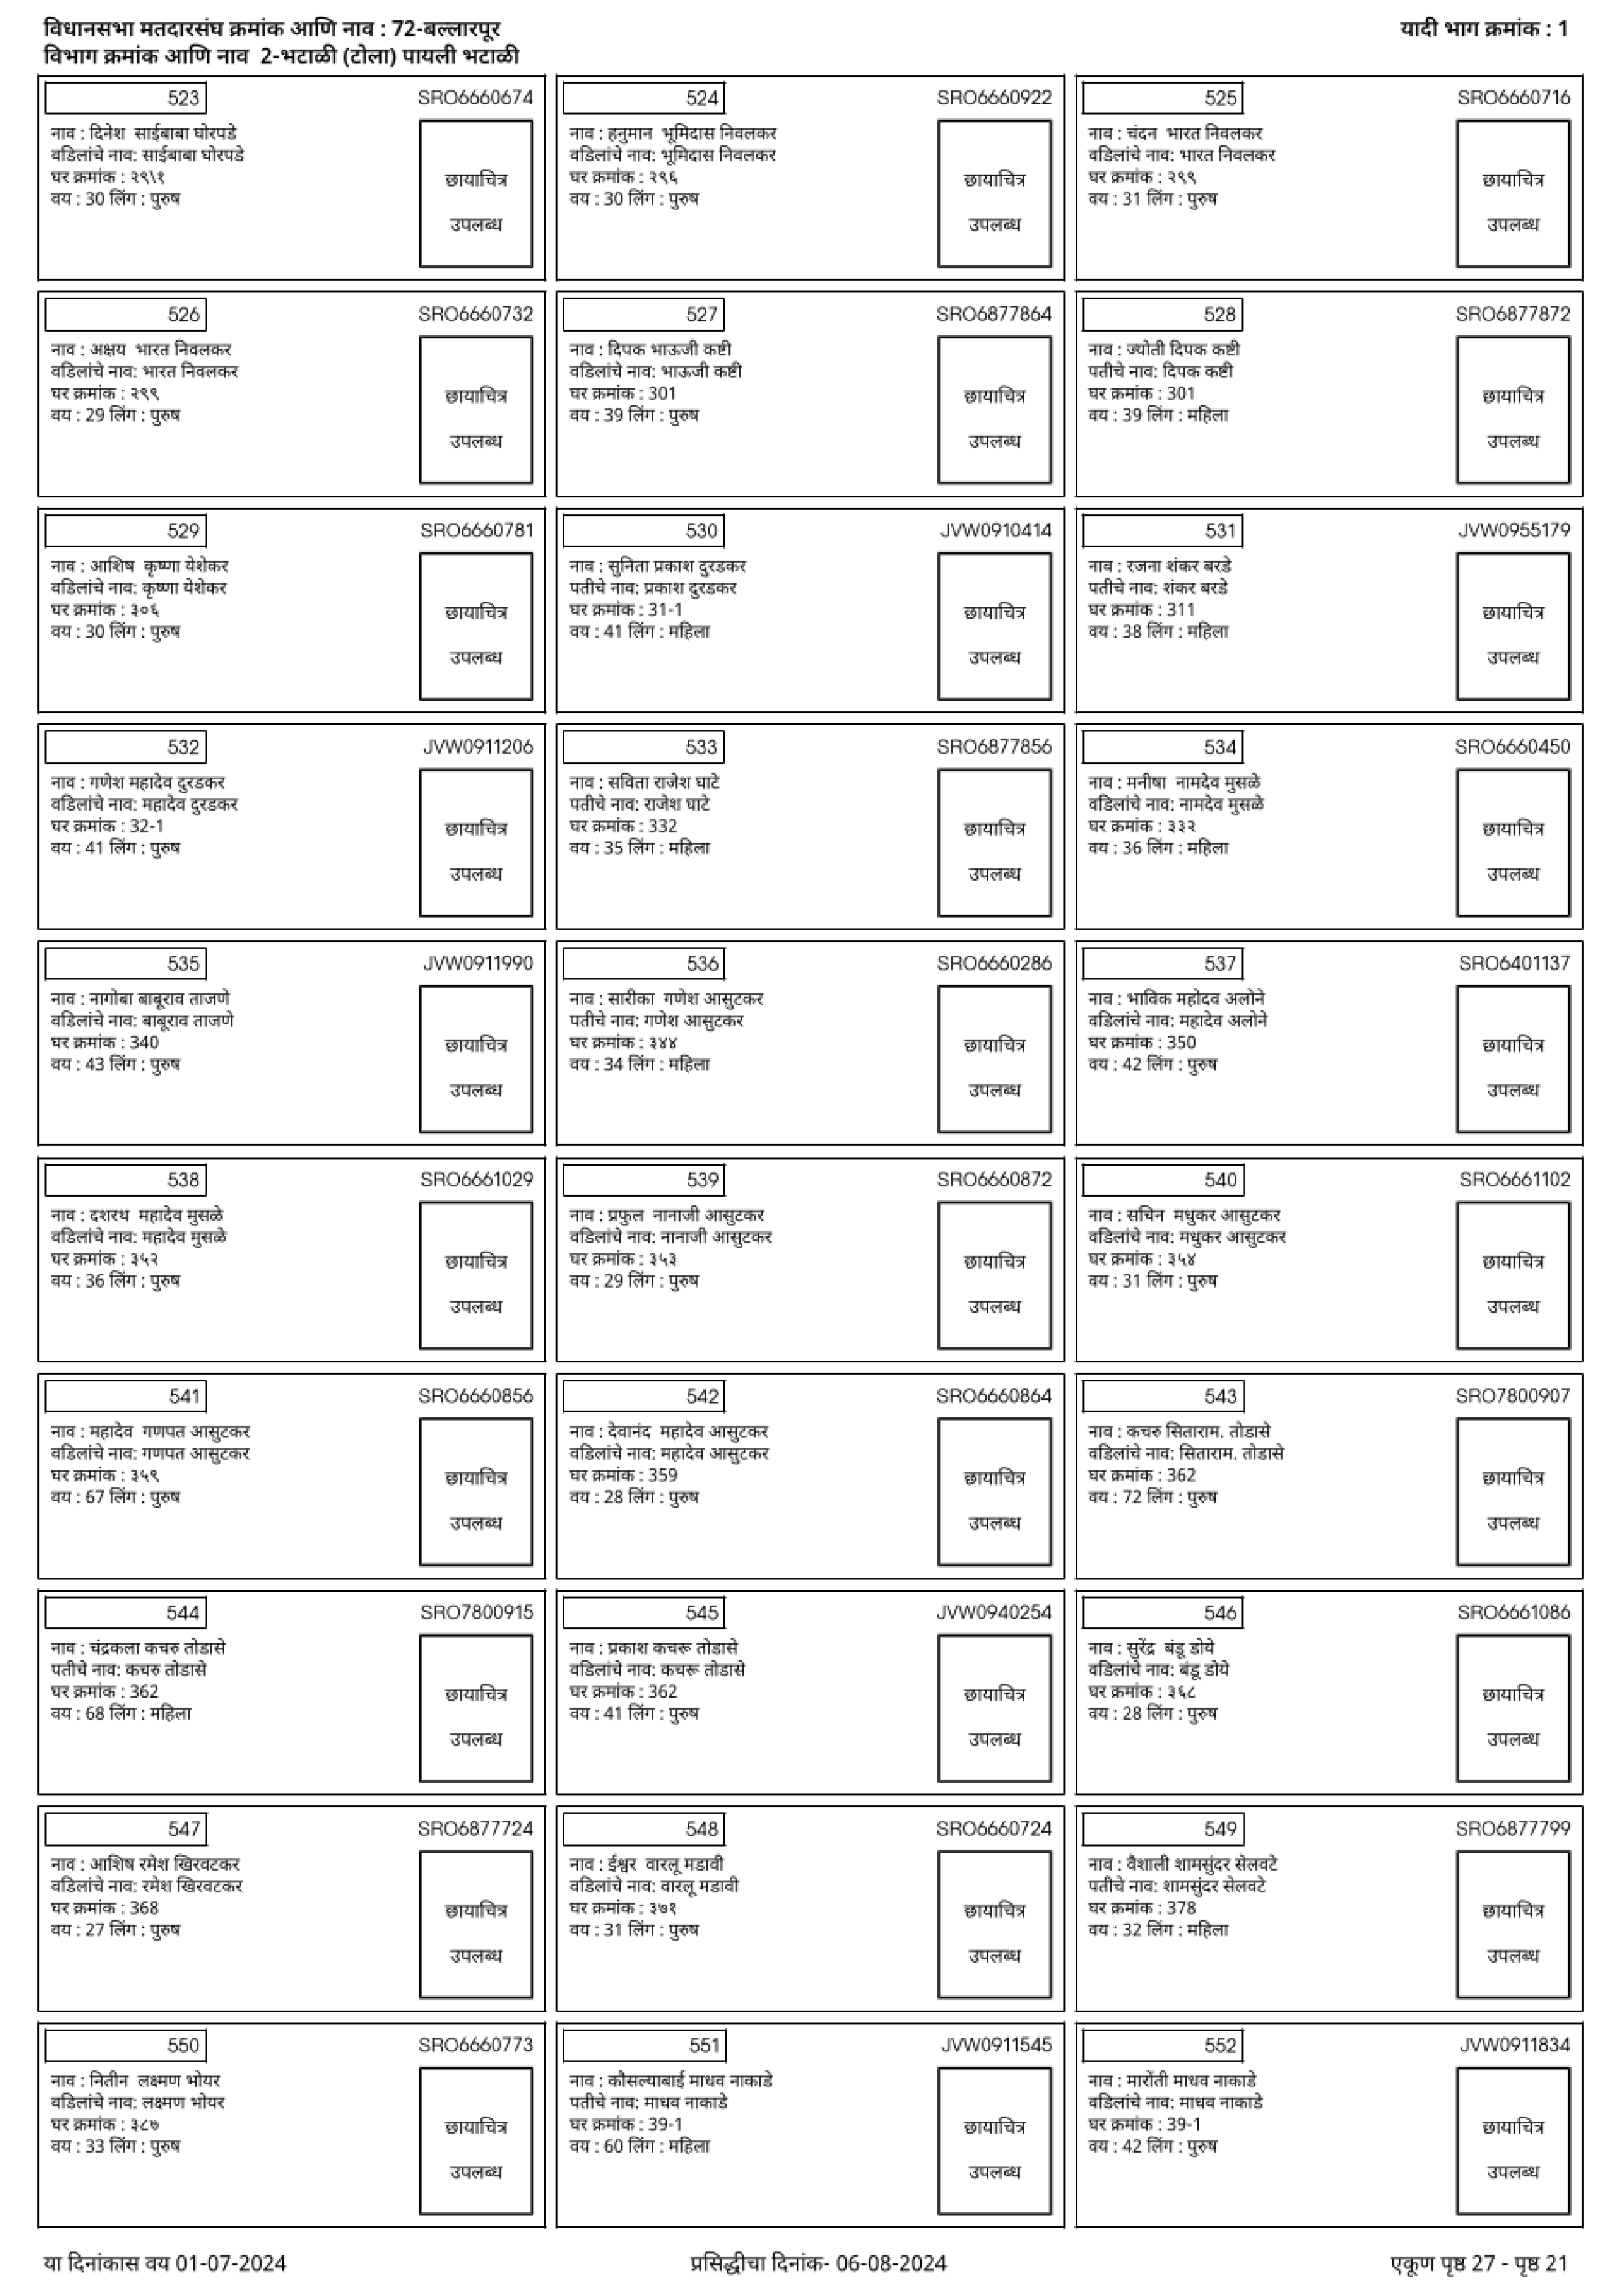 विधानसभा मतदारसंघ क्रमांक आणि नाव : 72-बल्लारपूर
यादी भाग क्रमांक : 1
विभाग क्रमांक आणि नाव 2-भटाळी (टोला) पायली भटाळी
523 SRO6660674
नाव : दिनेश साईबाबा घोरपडे
वडिलांचे नाव: साईबाबा घोरपडे
घर क्रमांक : २९\१
वय : 30 लिंग : पुरुष
छायाचित्र
उपलब्ध
524 SRO6660922
नाव : हनुमान भूमिदास निवलकर
वडिलांचे नाव: भूमिदास निवलकर
घर क्रमांक : २९६
वय : 30 लिंग : पुरुष
छायाचित्र
उपलब्ध
525 SRO6660716
नाव : चंदन भारत निवलकर
वडिलांचे नाव: भारत निवलकर
घर क्रमांक : २९९
वय : 31 लिंग : पुरुष
छायाचित्र
उपलब्ध
526 SRO6660732
नाव : अक्षय भारत निवलकर
वडिलांचे नाव: भारत निवलकर
घर क्रमांक : २९९
वय : 29 लिंग : पुरुष
छायाचित्र
उपलब्ध
527 SRO6877864
नाव : दिपक भाऊजी कष्टी
वडिलांचे नाव: भाऊजी कष्टी
घर क्रमांक : 301
वय : 39 लिंग : पुरुष
छायाचित्र
उपलब्ध
528 SRO6877872
नाव : ज्योती दिपक कष्टी
पतीचे नाव: दिपक कष्टी
घर क्रमांक : 301
वय : 39 लिंग : महिला
छायाचित्र
उपलब्ध
529 SRO6660781
नाव : आशिष कृष्णा येशेकर
वडिलांचे नाव: कृष्णा येशेकर
घर क्रमांक : ३०६
वय : 30 लिंग : पुरुष
छायाचित्र
उपलब्ध
530 JVW0910414
नाव : सुनिता प्रकाश दुरडकर
पतीचे नाव: प्रकाश दुरडकर
घर क्रमांक : 31-1
वय : 41 लिंग : महिला
छायाचित्र
उपलब्ध
531 JVW0955179
नाव : रजना शंकर बरडे
पतीचे नाव: शंकर बरडे
घर क्रमांक : 311
वय : 38 लिंग : महिला
छायाचित्र
उपलब्ध
532 JVW0911206
नाव : गणेश महादेव दुरडकर
वडिलांचे नाव: महादेव दुरडकर
घर क्रमांक : 32-1
वय : 41 लिंग : पुरुष
छायाचित्र
उपलब्ध
533 SRO6877856
नाव : सविता राजेश घाटे
पतीचे नाव: राजेश घाटे
घर क्रमांक : 332
वय : 35 लिंग : महिला
छायाचित्र
उपलब्ध
534 SRO6660450
नाव : मनीषा नामदेव मुसळे
वडिलांचे नाव: नामदेव मुसळे
घर क्रमांक : ३३२
वय : 36 लिंग : महिला
छायाचित्र
उपलब्ध
535 JVW0911990
नाव : नागोबा बाबूराव ताजणे
वडिलांचे नाव: बाबूराव ताजणे
घर क्रमांक : 340
वय : 43 लिंग : पुरुष
छायाचित्र
उपलब्ध
536 SRO6660286
नाव : सारीका गणेश आसुटकर
पतीचे नाव: गणेश आसुटकर
घर क्रमांक : ३४४
वय : 34 लिंग : महिला
छायाचित्र
उपलब्ध
537 SRO6401137
नाव : भाविक महोदव अलोने
वडिलांचे नाव: महादेव अलोने
घर क्रमांक : 350
वय : 42 लिंग : पुरुष
छायाचित्र
उपलब्ध
538 SRO6661029
नाव : दशरथ महादेव मुसळे
वडिलांचे नाव: महादेव मुसळे
घर क्रमांक : ३५२
वय : 36 लिंग : पुरुष
छायाचित्र
उपलब्ध
539 SRO6660872
नाव : प्रफुल नानाजी आसुटकर
वडिलांचे नाव: नानाजी आसुटकर
घर क्रमांक : ३५३
वय : 29 लिंग : पुरुष
छायाचित्र
उपलब्ध
540 SRO6661102
नाव : सचिन मधुकर आसुटकर
वडिलांचे नाव: मधुकर आसुटकर
घर क्रमांक : ३५४
वय : 31 लिंग : पुरुष
छायाचित्र
उपलब्ध
541 SRO6660856
नाव : महादेव गणपत आसुटकर
वडिलांचे नाव: गणपत आसुटकर
घर क्रमांक : ३५९
वय : 67 लिंग : पुरुष
छायाचित्र
उपलब्ध
542 SRO6660864
नाव : देवानंद महादेव आसुटकर
वडिलांचे नाव: महादेव आसुटकर
घर क्रमांक : 359
वय : 28 लिंग : पुरुष
छायाचित्र
उपलब्ध
543 SRO7800907
नाव : कचरु सिताराम. तोडासे
वडिलांचे नाव: सिताराम. तोडासे
घर क्रमांक : 362
वय : 72 लिंग : पुरुष
छायाचित्र
उपलब्ध
544 SRO7800915
नाव : चंद्रकला कचरु तोडासे
पतीचे नाव: कचरु तोडासे
घर क्रमांक : 362
वय : 68 लिंग : महिला
छायाचित्र
उपलब्ध
545 JVW0940254
नाव : प्रकाश कचरू तोडासे
वडिलांचे नाव: कचरू तोडासे
घर क्रमांक : 362
वय : 41 लिंग : पुरुष
छायाचित्र
उपलब्ध
546 SRO6661086
नाव : सुरेंद्र बंडू डोये
वडिलांचे नाव: बंडू डोये
घर क्रमांक : ३६८
वय : 28 लिंग : पुरुष
छायाचित्र
उपलब्ध
547 SRO6877724
नाव : आशिष रमेश खिरवटकर
वडिलांचे नाव: रमेश खिरवटकर
घर क्रमांक : 368
वय : 27 लिंग : पुरुष
छायाचित्र
उपलब्ध
548 SRO6660724
नाव : ईश्वर वारलू मडावी
वडिलांचे नाव: वारलू मडावी
घर क्रमांक : ३७१
वय : 31 लिंग : पुरुष
छायाचित्र
उपलब्ध
549 SRO6877799
नाव : वैशाली शामसुंदर सेलवटे
पतीचे नाव: शामसुंदर सेलवटे
घर क्रमांक : 378
वय : 32 लिंग : महिला
छायाचित्र
उपलब्ध
550 SRO6660773
नाव : नितीन लक्ष्मण भोयर
वडिलांचे नाव: लक्ष्मण भोयर
घर क्रमांक : ३८७
वय : 33 लिंग : पुरुष
छायाचित्र
उपलब्ध
551 JVW0911545
नाव : कौसल्याबाई माधव नाकाडे
पतीचे नाव: माधव नाकाडे
घर क्रमांक : 39-1
वय : 60 लिंग : महिला
छायाचित्र
उपलब्ध
552 JVW0911834
नाव : मारोंती माधव नाकाडे
वडिलांचे नाव: माधव नाकाडे
घर क्रमांक : 39-1
वय : 42 लिंग : पुरुष
छायाचित्र
उपलब्ध
या दिनांकास वय 01-07-2024
प्रसिद्धीचा दिनांक- 06-08-2024
एकूण पृष्ठ 27 - पृष्ठ 21